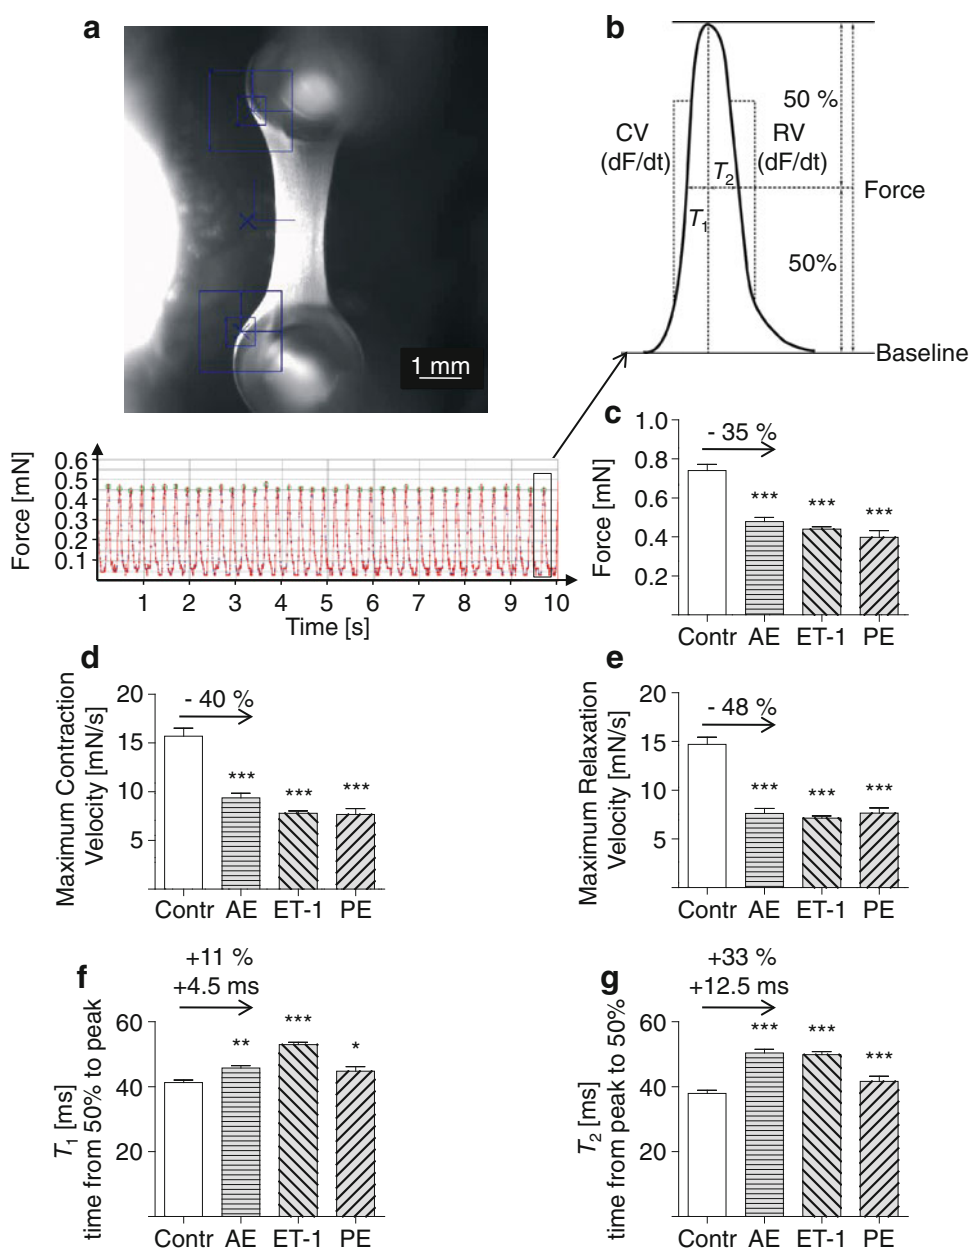 a
1 mm
b
50 %
CV
(dF/dt)
RV
(dF/dt)
T2
T1
Force
50%
Baseline
Force [mN]
0.6
0.5
0.4
0.3
0.2
0.1
1 2 3 4 5 6 7 8 9 10
Time [s]
c
Force [mN]
1.0
0.8
0.6
0.4
0.2
- 35 %
*** *** ***
Contr AE ET-1 PE
d
Maximum Contraction
Velocity [mN/s]
20
15
10
5
- 40 %
*** *** ***
Contr AE ET-1 PE
e
Maximum Relaxation
Velocity [mN/s]
20
15
10
5
- 48 %
*** *** ***
Contr AE ET-1 PE
f
+11 %
+4.5 ms
T1 [ms]
time from 50% to peak
60
40
20
** *** *
Contr AE ET-1 PE
g
+33 %
+12.5 ms
T2 [ms]
time from peak to 50%
60
40
20
*** *** ***
Contr AE ET-1 PE